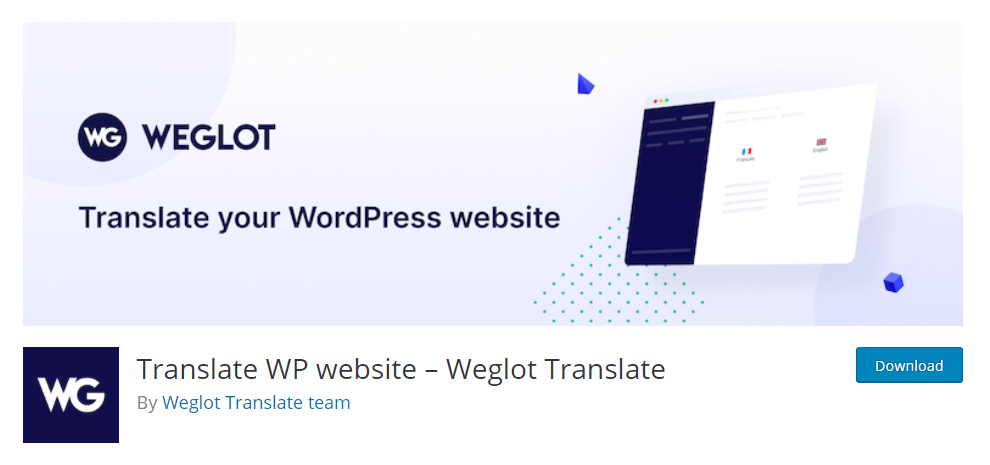 WG WEGLOT
Translate your WordPress website
Français
English
WG
Translate WP website – Weglot Translate
By Weglot Translate team
Download